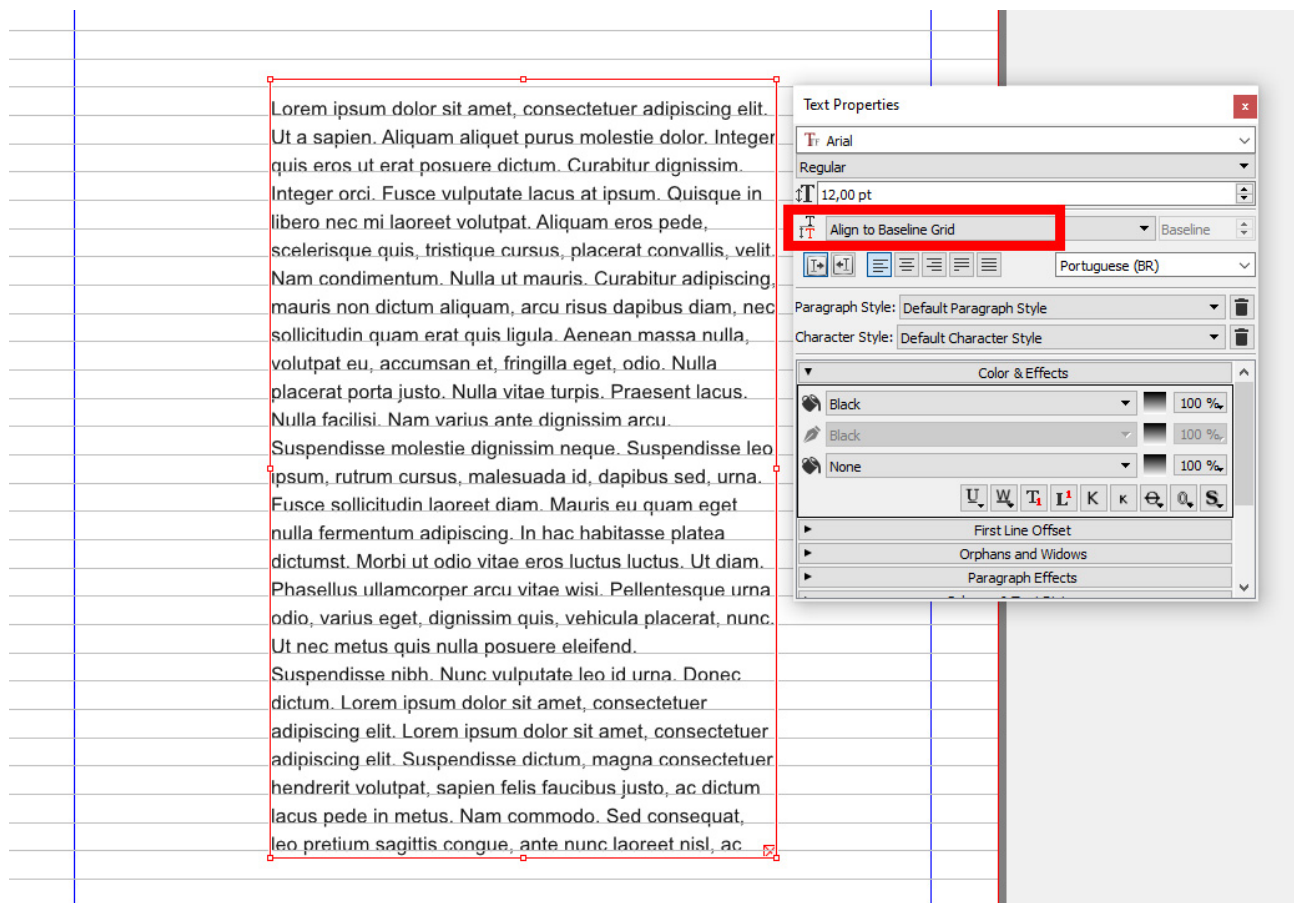 Lorem ipsum dolor sit amet, consectetuer adipiscing elit.
Ut a sapien. Aliquam aliquet purus molestie dolor. Integer
quis eros ut erat posuere dictum. Curabitur dignissim.
Integer orci. Fusce vulputate lacus at ipsum. Quisque in
libero nec mi laoreet volutpat. Aliquam eros pede,
scelerisque quis, tristique cursus, placerat convallis, velit.
Nam condimentum. Nulla ut mauris. Curabitur adipiscing,
mauris non dictum aliquam, arcu risus dapibus diam, nec
sollicitudin quam erat quis ligula. Aenean massa nulla,
volutpat eu, accumsan et, fringilla eget, odio. Nulla
placerat porta justo. Nulla vitae turpis. Praesent lacus.
Nulla facilisi. Nam varius ante dignissim arcu.
Suspendisse molestie dignissim neque. Suspendisse leo
ipsum, rutrum cursus, malesuada id, dapibus sed, urna.
Fusce sollicitudin laoreet diam. Mauris eu quam eget
nulla fermentum adipiscing. In hac habitasse platea
dictumst. Morbi ut odio vitae eros luctus luctus. Ut diam.
Phasellus ullamcorper arcu vitae wisi. Pellentesque urna
odio, varius eget, dignissim quis, vehicula placerat, nunc.
Ut nec metus quis nulla posuere eleifend.
Suspendisse nibh. Nunc vulputate leo id urna. Donec
dictum. Lorem ipsum dolor sit amet, consectetuer
adipiscing elit. Lorem ipsum dolor sit amet, consectetuer
adipiscing elit. Suspendisse dictum, magna consectetuer
hendrerit volutpat, sapien felis faucibus justo, ac dictum
lacus pede in metus. Nam commodo. Sed consequat,
leo pretium sagittis congue, ante nunc laoreet nisl, ac
Text Properties
Arial
Regular
12,00 pt
Align to Baseline Grid Baseline
Portuguese (BR)
Paragraph Style: Default Paragraph Style
Character Style: Default Character Style
Color & Effects
Black 100 %
Black 100 %
None 100 %
First Line Offset
Orphans and Widows
Paragraph Effects